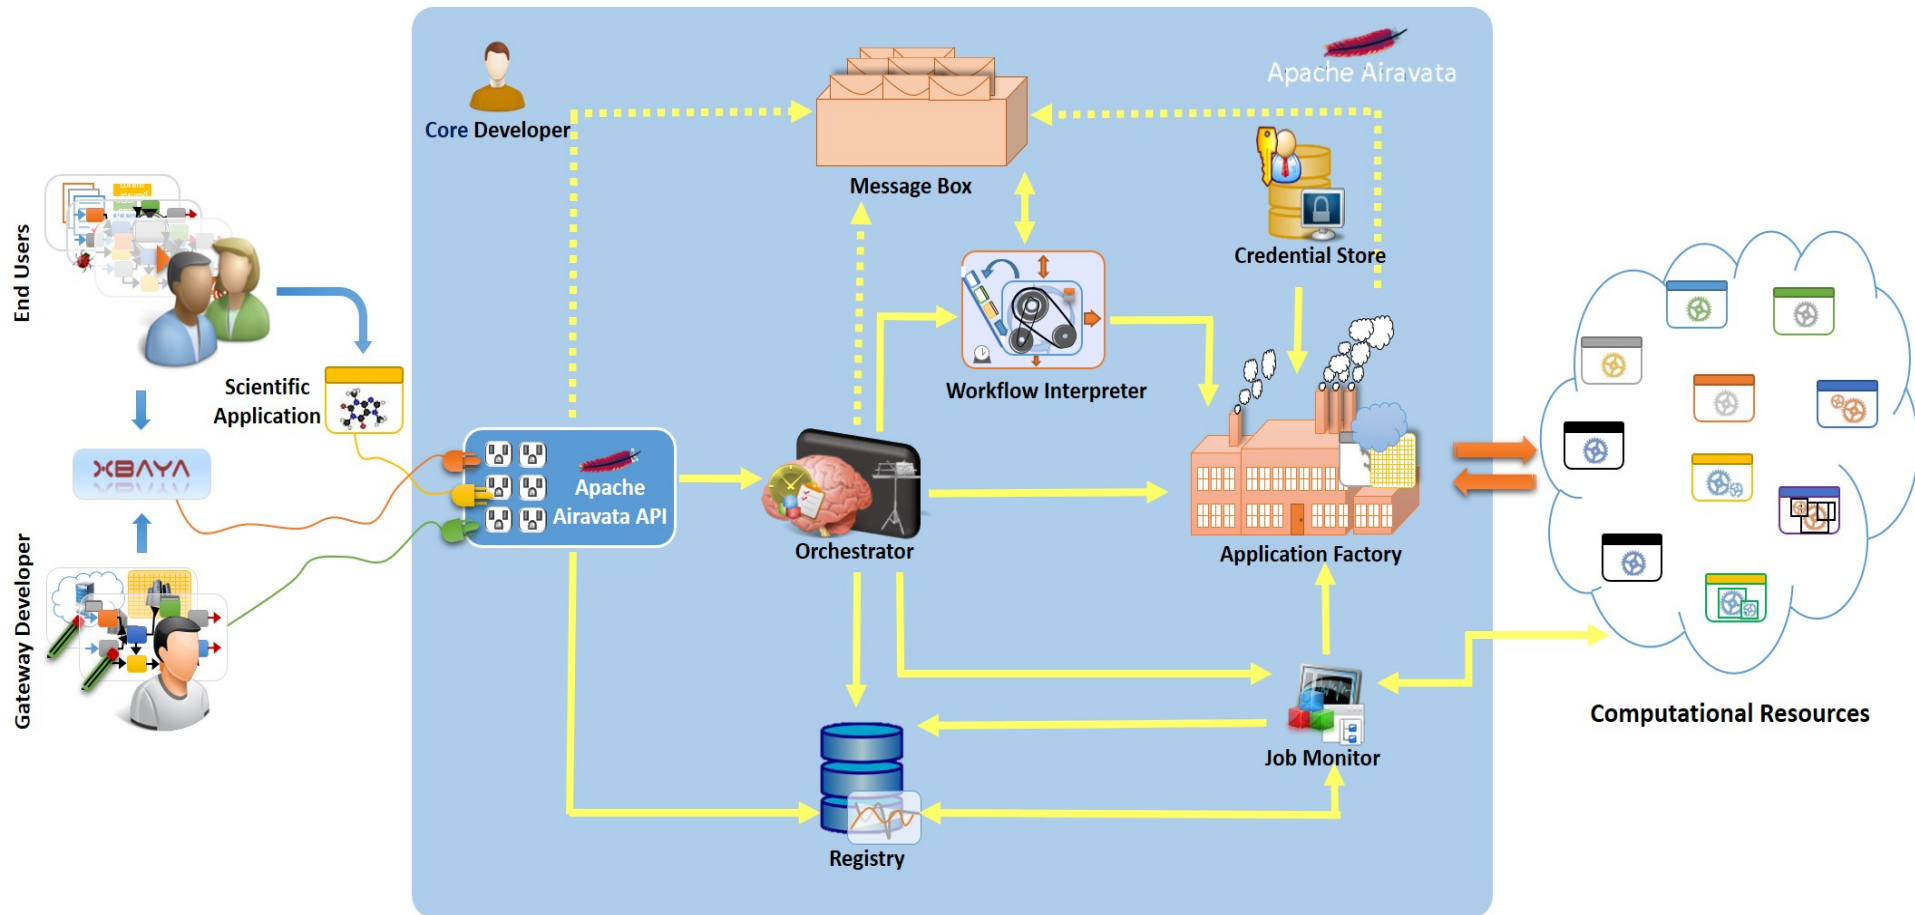 Apache Airavata
Core Developer
Message Box
Credential Store
End Users
Scientific
Application
Workflow Interpreter
XBAYA
Apache
Airavata API
Orchestrator
Application Factory
Gateway Developer
Job Monitor
Computational Resources
Registry